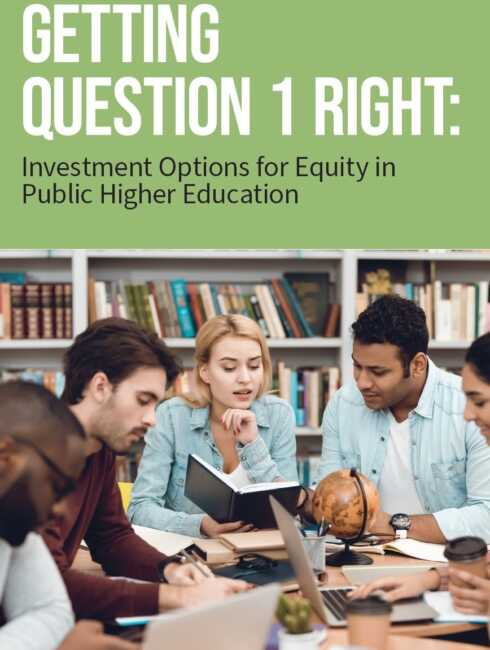 GETTING
QUESTION 1 RIGHT:
Investment Options for Equity in
Public Higher Education